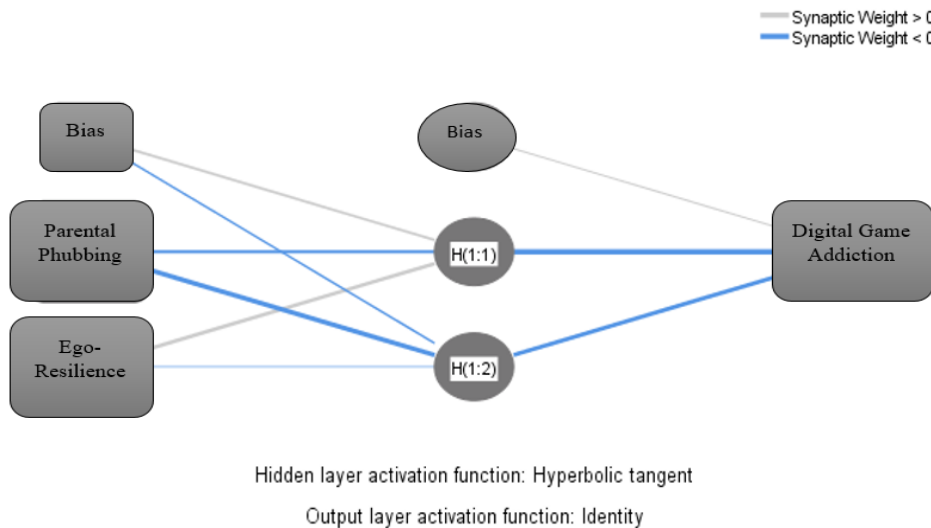 Synaptic Weight > 0
Synaptic Weight < 0
Bias
Bias
Parental
Phubbing
H(1:1)
Digital Game
Addiction
Ego-
Resilience
H(1:2)
Hidden layer activation function: Hyperbolic tangent
Output layer activation function: Identity